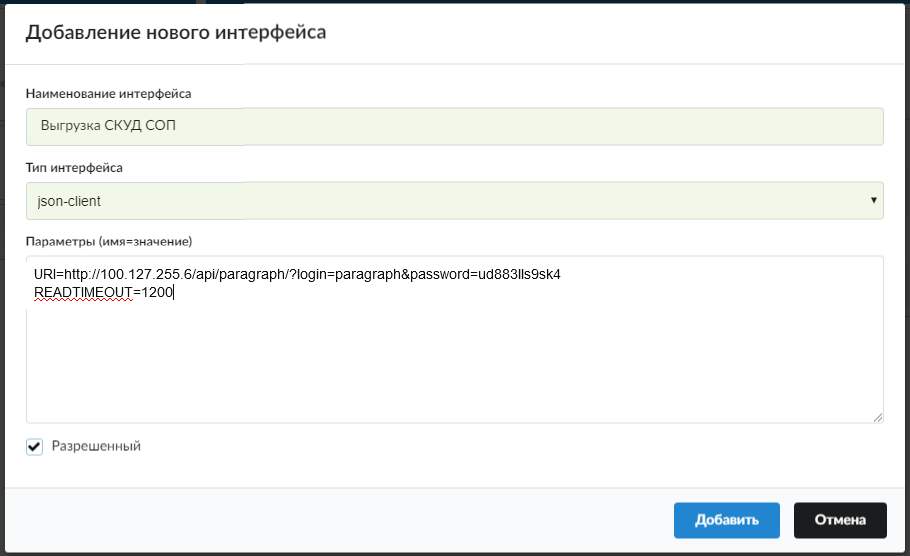 Добавление нового интерфейса
Наименование интерфейса
Выгрузка СКУД СОП
Тип интерфейса
json-client
Параметры (имя=значение)
URI=http://100.127.255.6/api/paragraph/?login=paragraph&password=ud883lls9sk4
READTIMEOUT=1200
Разрешенный
Добавить
Отмена